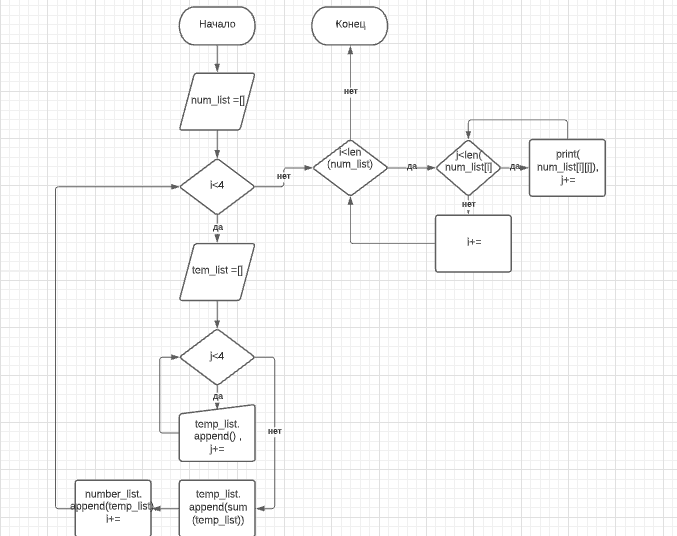 Начало
Конец
num_list =[]
нет
i<4
нет
i<len
(num_list)
да
j<len(
num_list[i]
да
print(
num_list[i][j]),
j+=
да
нет
i+=
tem_list =[]
j<4
да
нет
temp_list.
append() ,
j+=
number_list.
append(temp_list),
i+=
temp_list.
append(sum
(temp_list))